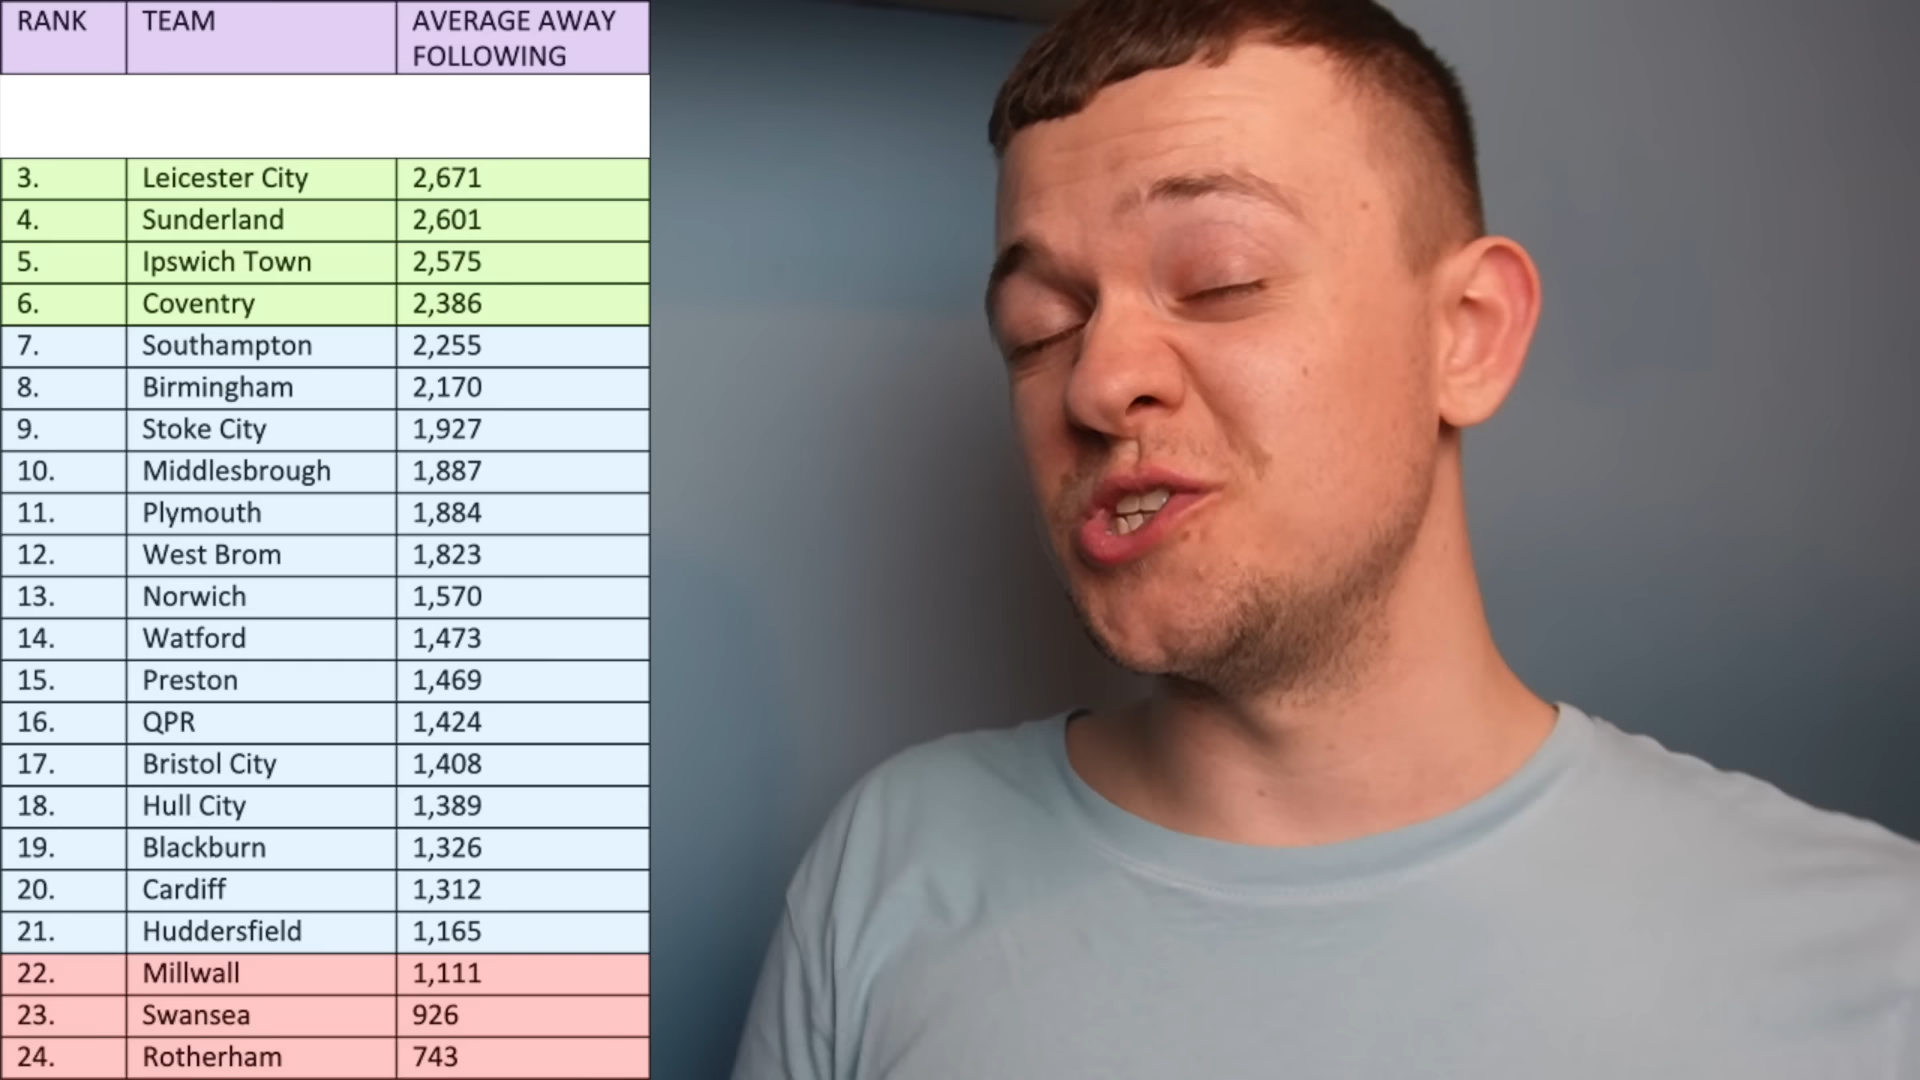 RANK TEAM AVERAGE AWAY
FOLLOWING
3. Leicester City 2,671
4. Sunderland 2,601
5. Ipswich Town 2,575
6. Coventry 2,386
7. Southampton 2,255
8. Birmingham 2,170
9. Stoke City 1,927
10. Middlesbrough 1,887
11. Plymouth 1,884
12. West Brom 1,823
13. Norwich 1,570
14. Watford 1,473
15. Preston 1,469
16. QPR 1,424
17. Bristol City 1,408
18. Hull City 1,389
19. Blackburn 1,326
20. Cardiff 1,312
21. Huddersfield 1,165
22. Millwall 1,111
23. Swansea 926
24. Rotherham 743